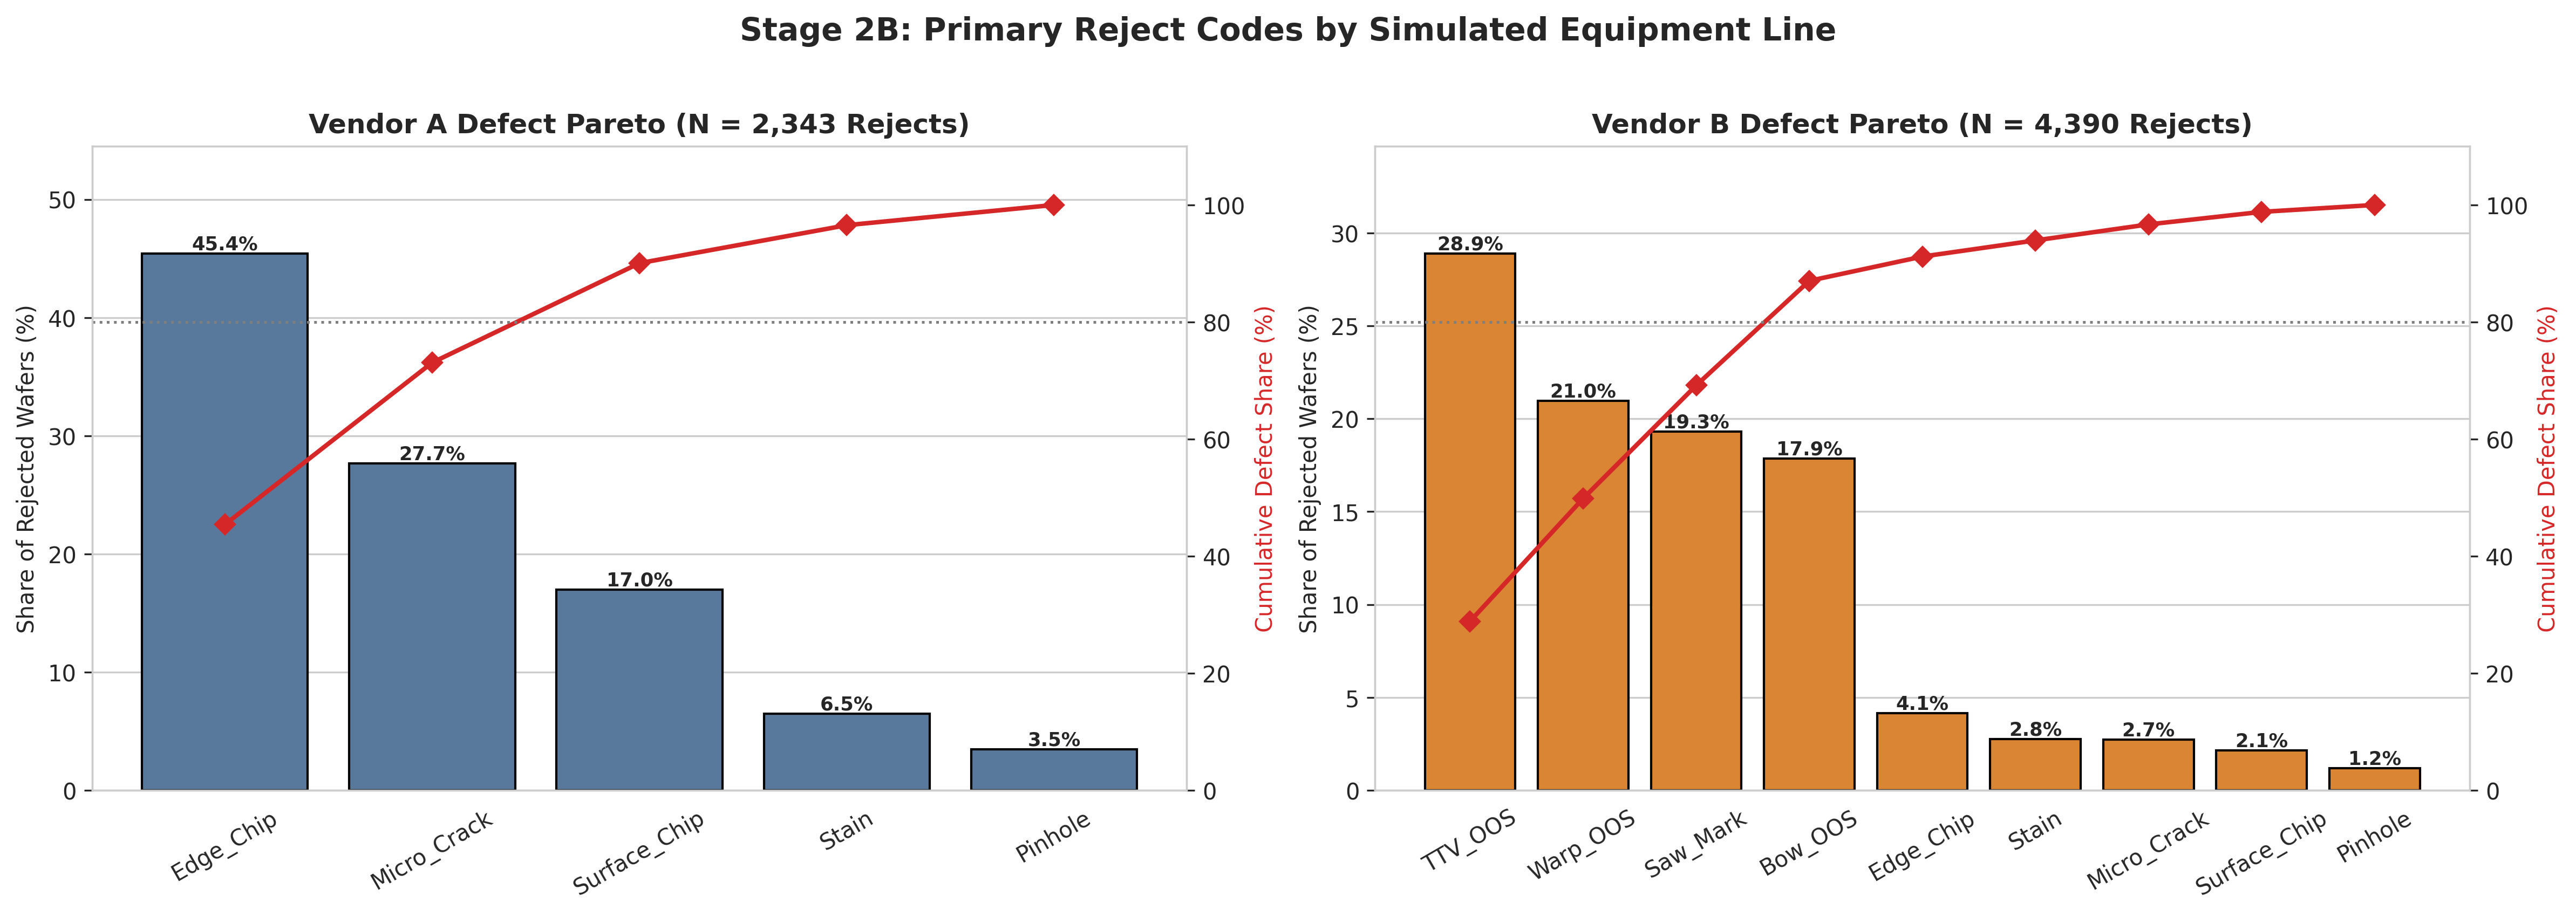 Stage 2B: Primary Reject Codes by Simulated Equipment Line
Vendor A Defect Pareto (N = 2,343 Rejects)
Share of Rejected Wafers (%)
50
40
30
20
10
0
45.4%
27.7%
17.0%
6.5%
3.5%
100
80
60
40
20
0
Cumulative Defect Share (%)
Edge_Chip
Micro_Crack
Surface_Chip
Stain
Pinhole
Vendor B Defect Pareto (N = 4,390 Rejects)
Share of Rejected Wafers (%)
30
25
20
15
10
5
0
28.9%
21.0%
19.3%
17.9%
4.1%
2.8%
2.7%
2.1%
1.2%
100
80
60
40
20
0
Cumulative Defect Share (%)
TTV_OOS
Warp_OOS
Saw_Mark
Bow_OOS
Edge_Chip
Stain
Micro_Crack
Surface_Chip
Pinhole